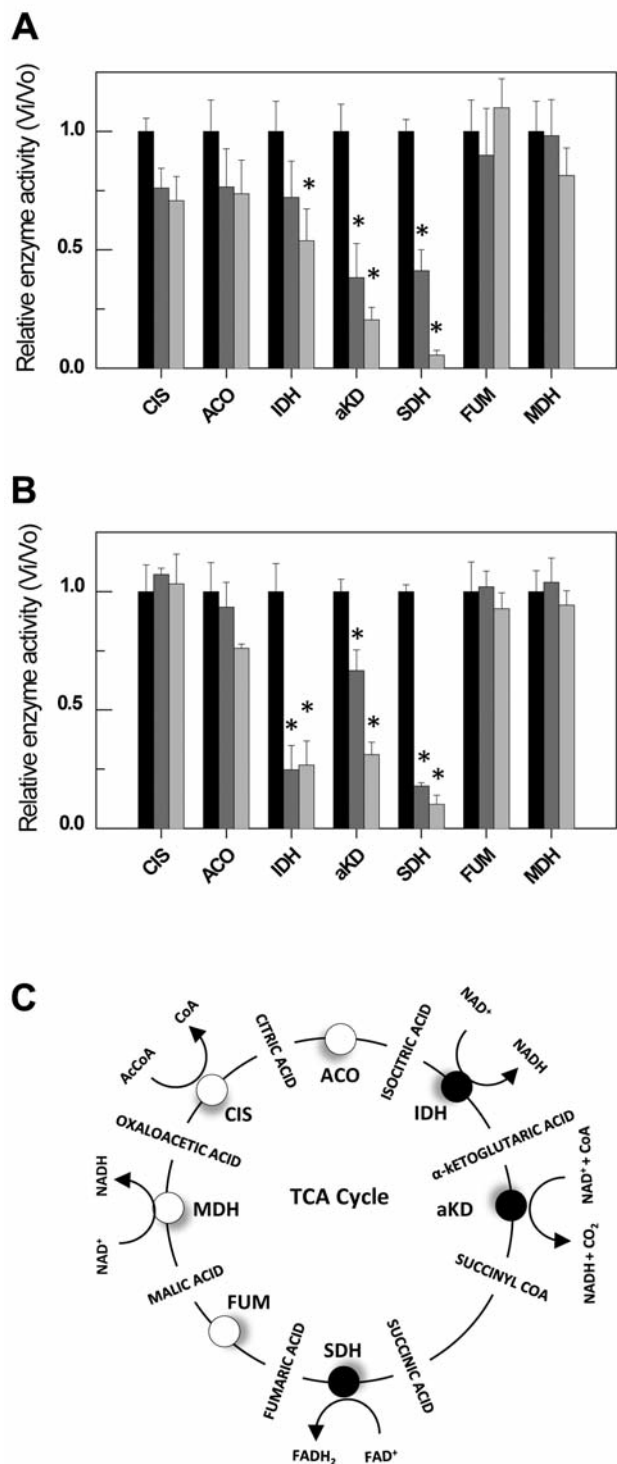 A
Relative enzyme activity (Vi/Vo)
1.0
0.5
0.0
*
*
*
*
*
CIS
ACO
IDH
aKD
SDH
FUM
MDH
B
Relative enzyme activity (Vi/Vo)
1.0
0.5
0.0
*
*
*
*
*
*
CIS
ACO
IDH
aKD
SDH
FUM
MDH
C
TCA Cycle
AcCoA
CoA
CIS
CITRIC ACID
ACO
ISOCITRIC ACID
NAD⁺
NADH
IDH
α-kETOGLUTARIC ACID
NAD⁺ + CoA
NADH + CO₂
aKD
SUCCINYL COA
SUCCINIC ACID
SDH
FAD⁺
FADH₂
FUMARIC ACID
FUM
MALIC ACID
MDH
NAD⁺
NADH
OXALOACETIC ACID